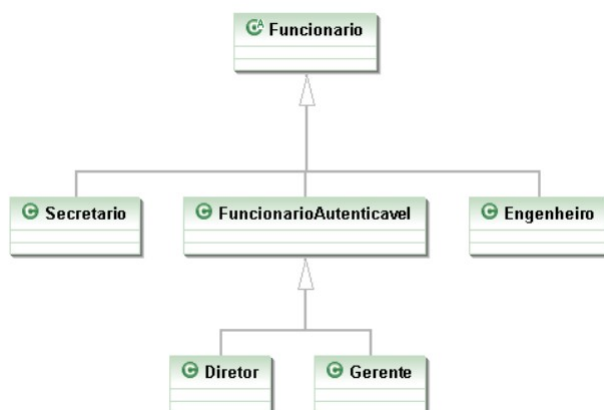 Funcionario
Secretario
FuncionarioAutenticavel
Engenheiro
Diretor
Gerente